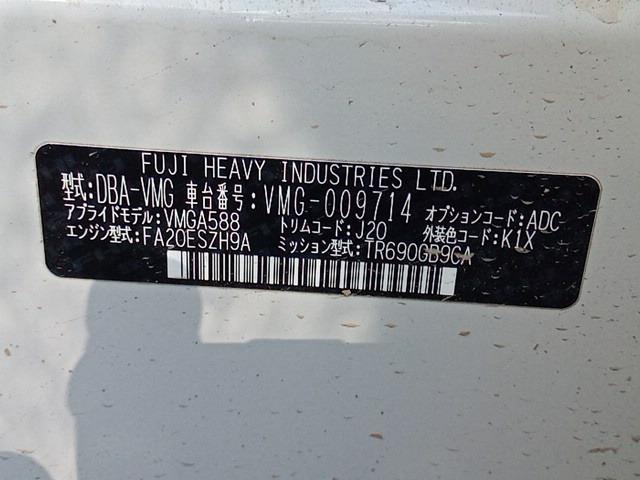 FUJI HEAVY INDUSTRIES LTD.
型式:DBA-VMG 車台番号:VMG-009714 オプションコード:ADC
アプライドモデル:VMGA588 トリムコード:J20 外装色コード:K1X
エンジン型式:FA20ESZH9A ミッション型式:TR690GB9CA